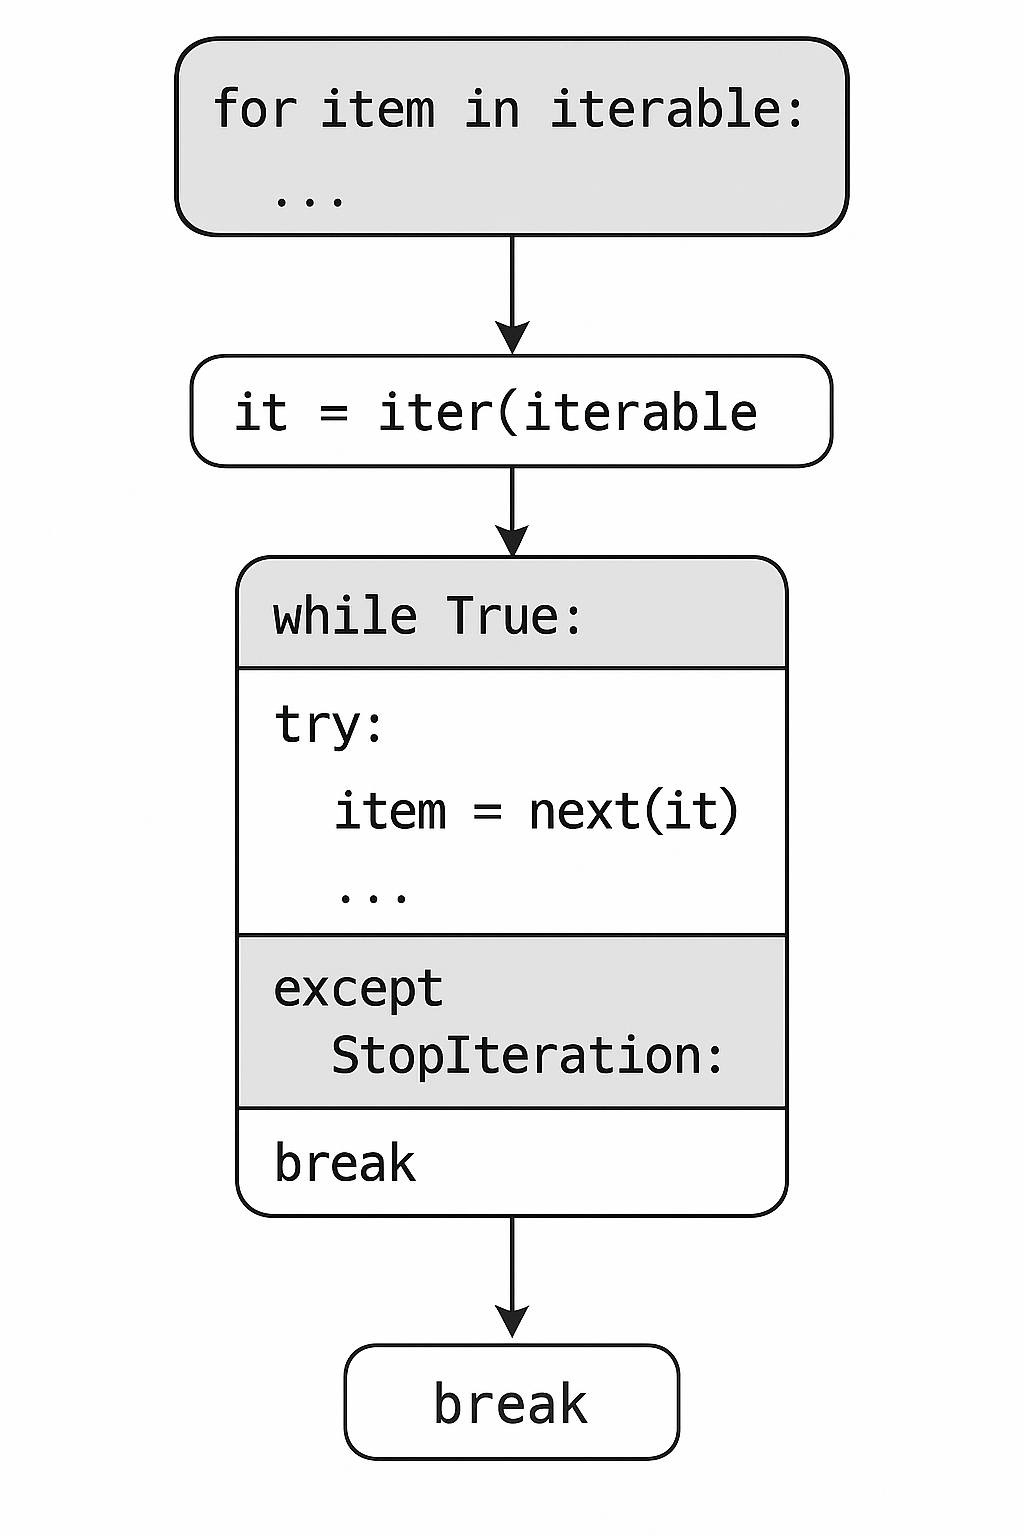 for item in iterable:
...
it = iter(iterable
while True:
try:
item = next(it)
...
except
StopIteration:
break
break